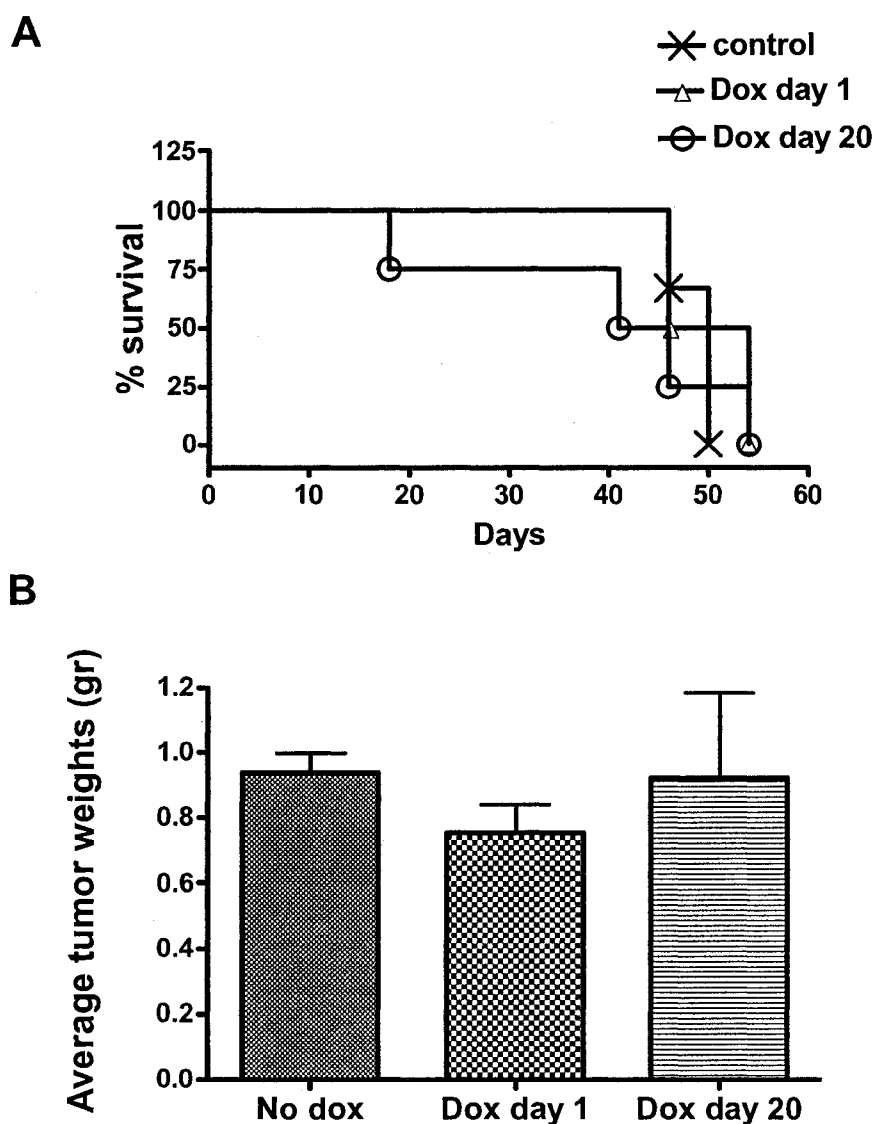 A
control
Dox day 1
Dox day 20
125
100
75
50
25
0
% survival
0 10 20 30 40 50 60
Days
B
Average tumor weights (gr)
1.2
1.0
0.8
0.6
0.4
0.2
0.0
No dox Dox day 1 Dox day 20